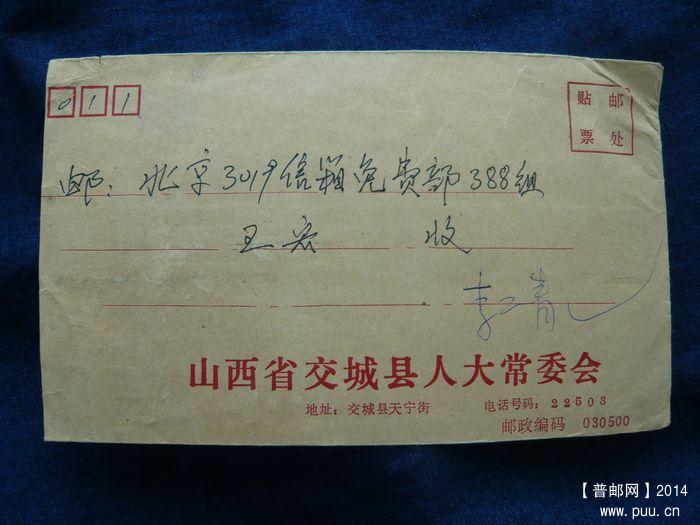 011
贴邮
票处
邮: 北京3019信箱免费部388组
王宏 收
李 青
山西省交城县人大常委会
地址: 交城县天宁街 电话号码: 22503
邮政编码 030500
【普邮网】2014
www.puu.cn